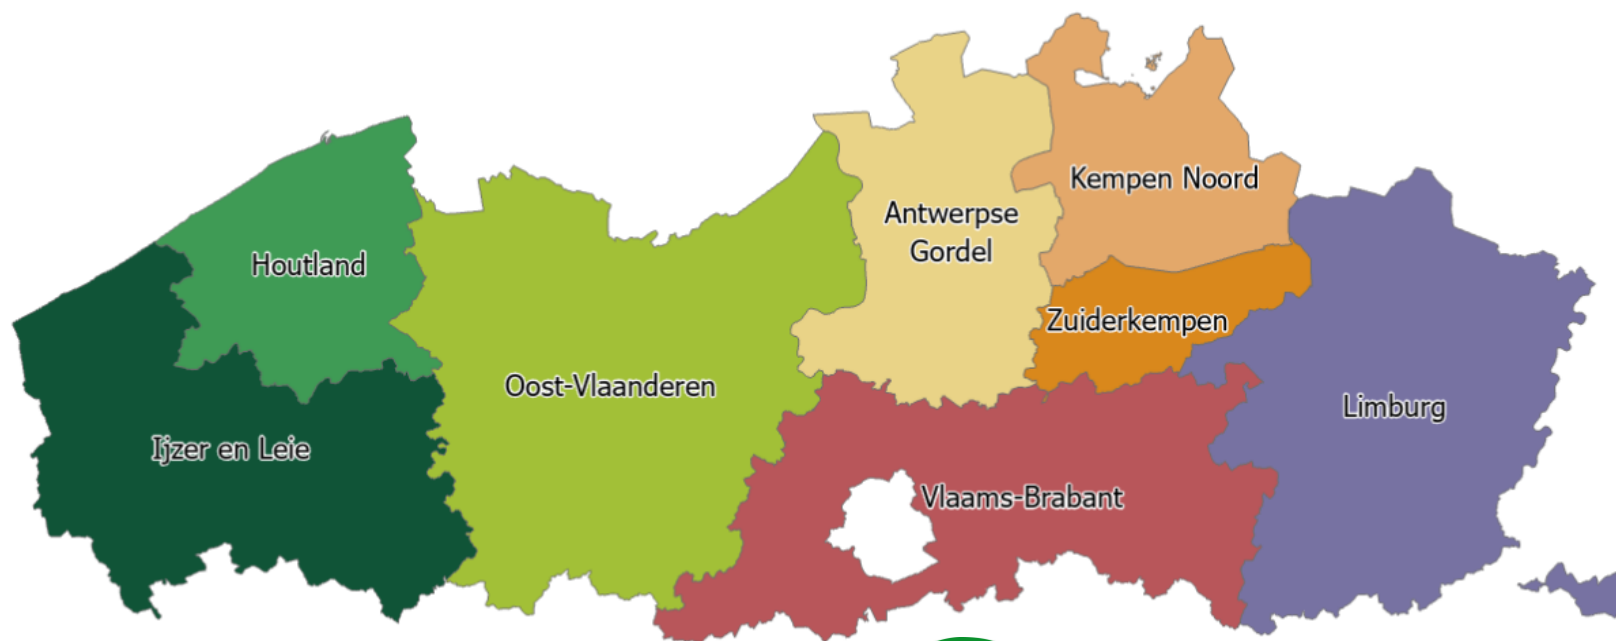 Kempen Noord
Antwerpse
Gordel
Houtland
Zuiderkempen
Oost-Vlaanderen
Limburg
Ijzer en Leie
Vlaams-Brabant